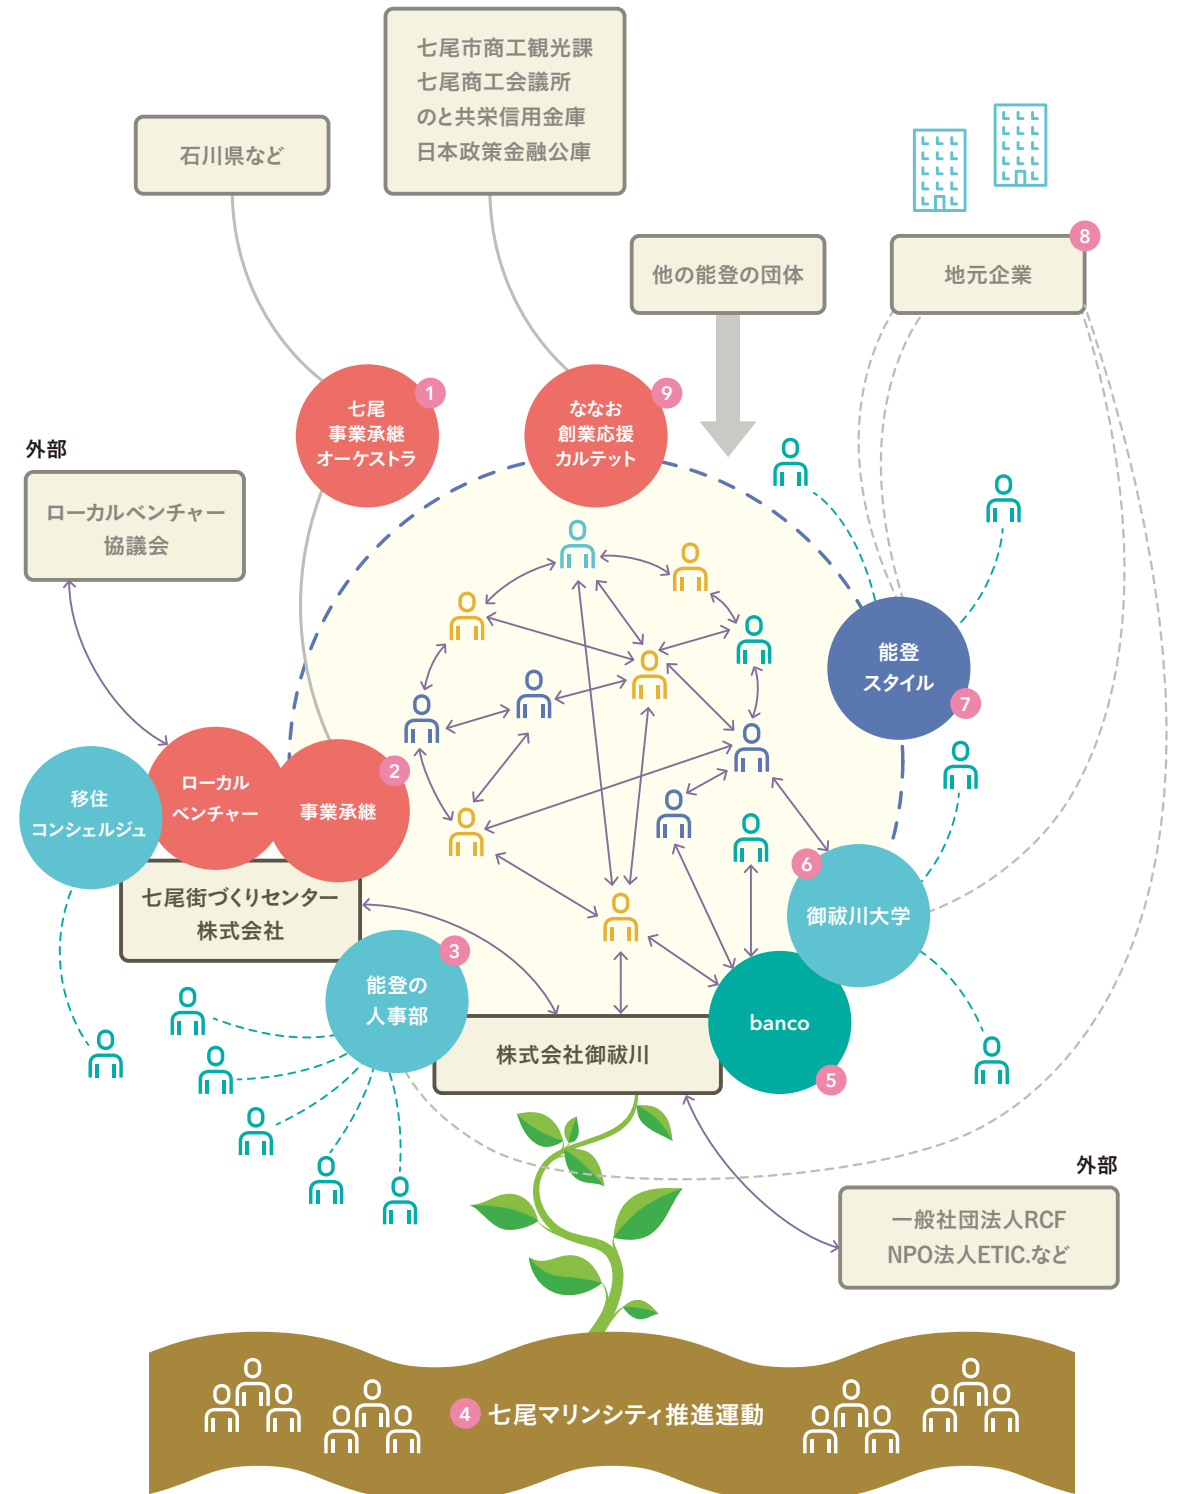 七尾市商工観光課
七尾商工会議所
のと共栄信用金庫
日本政策金融公庫
石川県など
他の能登の団体
8
地元企業
1
七尾
事業承継
オーケストラ
9
ななお
創業応援
カルテット
外部
ローカルベンチャー
協議会
能登
スタイル
7
移住
コンシェルジュ
ローカル
ベンチャー
2
事業承継
七尾街づくりセンター
株式会社
6
御祓川大学
3
能登の
人事部
株式会社御祓川
banco
5
外部
一般社団法人RCF
NPO法人ETIC.など
4 七尾マリンシティ推進運動